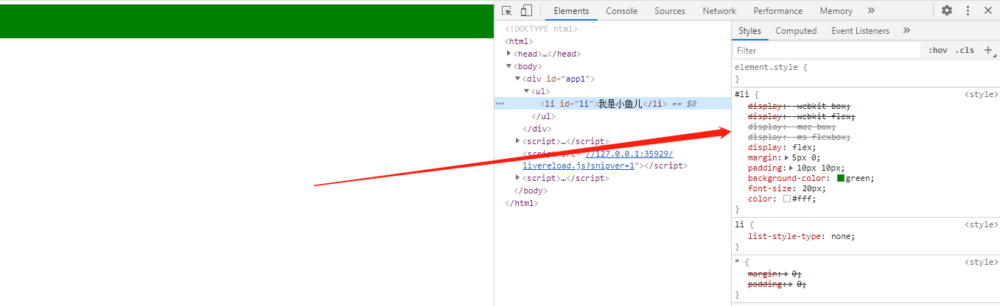 Elements Console Sources Network Performance Memory »
<!DOCTYPE html>
<html>
<head>…</head>
<body>
<div id="app1">
<ul>
<li id="li">我是小鱼儿</li> == $0
</ul>
</div>
<script>…</script>
<script src="//127.0.0.1:35929/
livereload.js?snipver=1"></script>
<script>…</script>
</body>
</html>
Styles Computed Event Listeners »
Filter :hov .cls +
element.style {
}
#li { <style>
display: -webkit-box;
display: -webkit-flex;
display: -moz-box;
display: -ms-flexbox;
display: flex;
margin: 5px 0;
padding: 10px 10px;
background-color: green;
font-size: 20px;
color: #fff;
}
li { <style>
list-style-type: none;
}
* { <style>
margin: 0;
padding: 0;
}